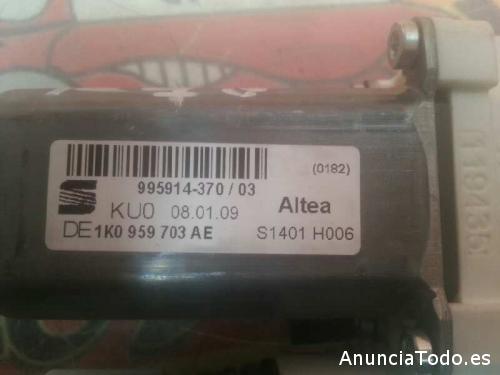 (0182)
995914-370 / 03
KU0 08.01.09 Altea
DE 1K0 959 703 AE S1401 H006
AnunciaTodo.es